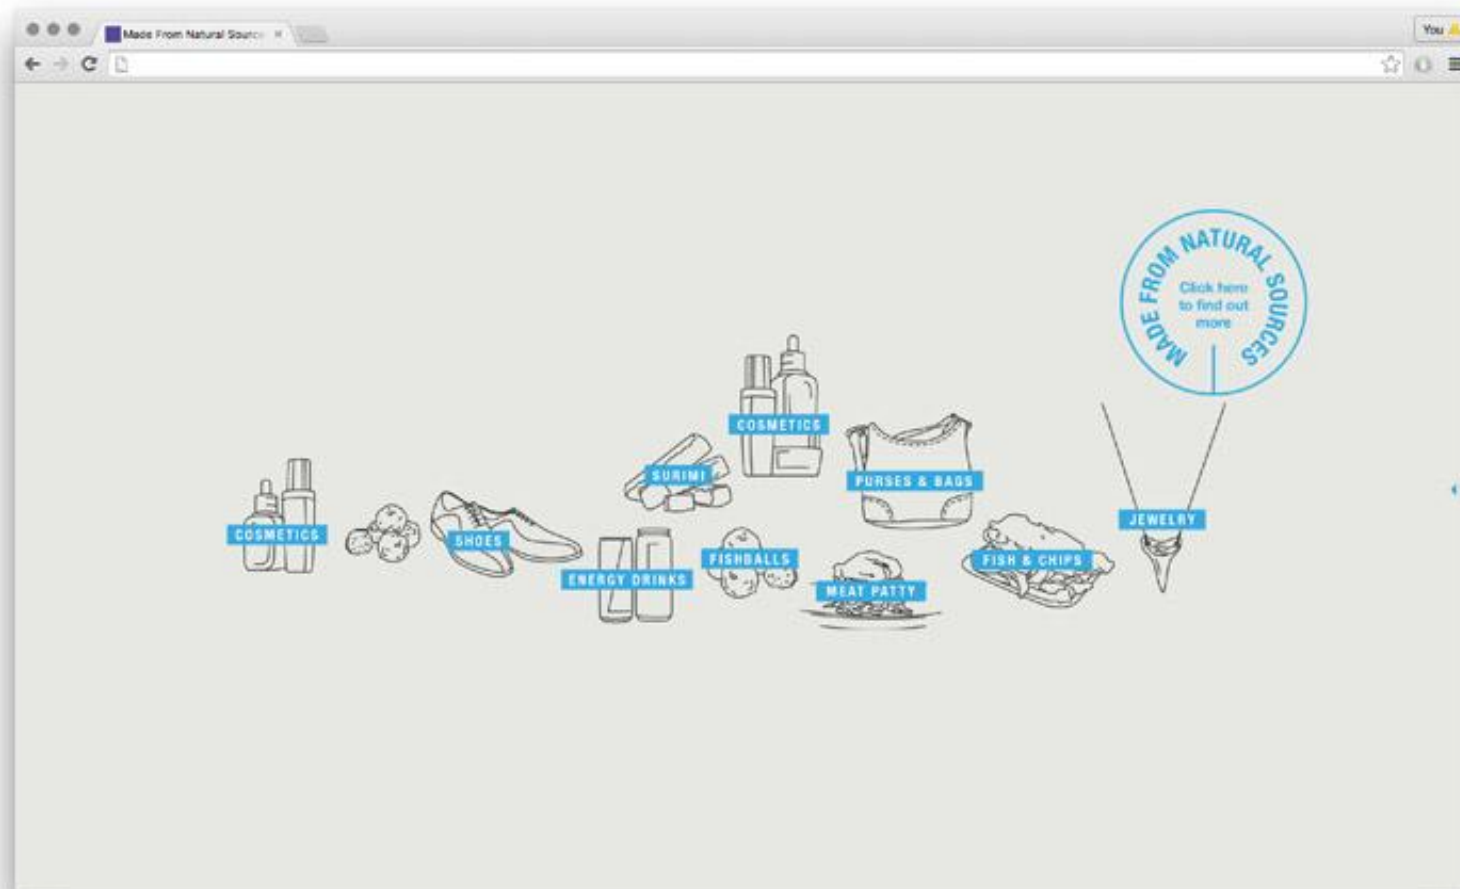 Made From Natural Source
You
MADE FROM NATURAL SOURCES
Click here
to find out
more
COSMETICS
SURIMI
PURSES & BAGS
COSMETICS
SHOES
JEWELRY
FISHBALLS
FISH & CHIPS
ENERGY DRINKS
MEAT PATTY